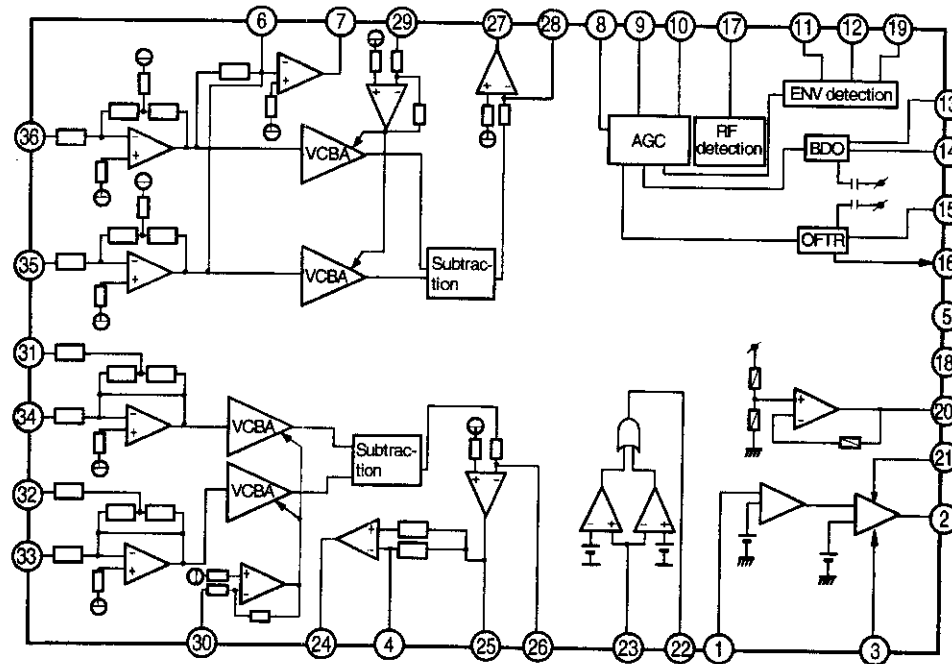 6 7 29 27 28 8 9 10 17 11 12 19
ENV detection
13
36
AGC
RF
detection
BDO
14
VCBA
15
35
OFTR
VCBA
Subtrac-
tion
16
5
31
18
34
VCBA
Subtrac-
tion
20
32
VCBA
21
33
2
30 24 4 25 26 23 22 1 3